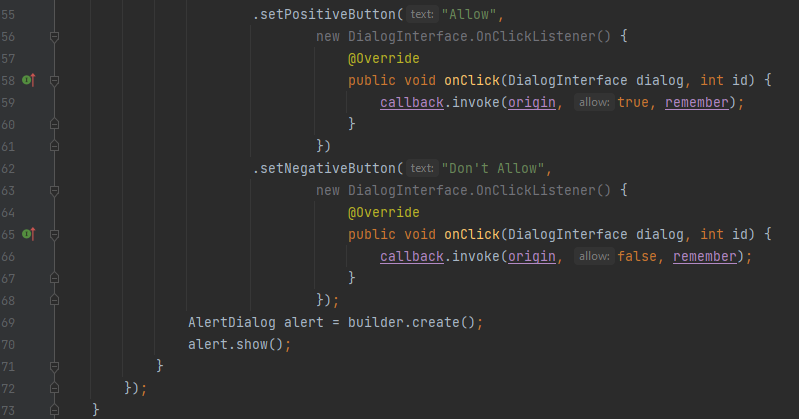 55 .setPositiveButton( text: "Allow",
56 new DialogInterface.OnClickListener() {
57 @Override
58 public void onClick(DialogInterface dialog, int id) {
59 callback.invoke(origin, allow: true, remember);
60 }
61 })
62 .setNegativeButton( text: "Don't Allow",
63 new DialogInterface.OnClickListener() {
64 @Override
65 public void onClick(DialogInterface dialog, int id) {
66 callback.invoke(origin, allow: false, remember);
67 }
68 });
69 AlertDialog alert = builder.create();
70 alert.show();
71 }
72 });
73 }